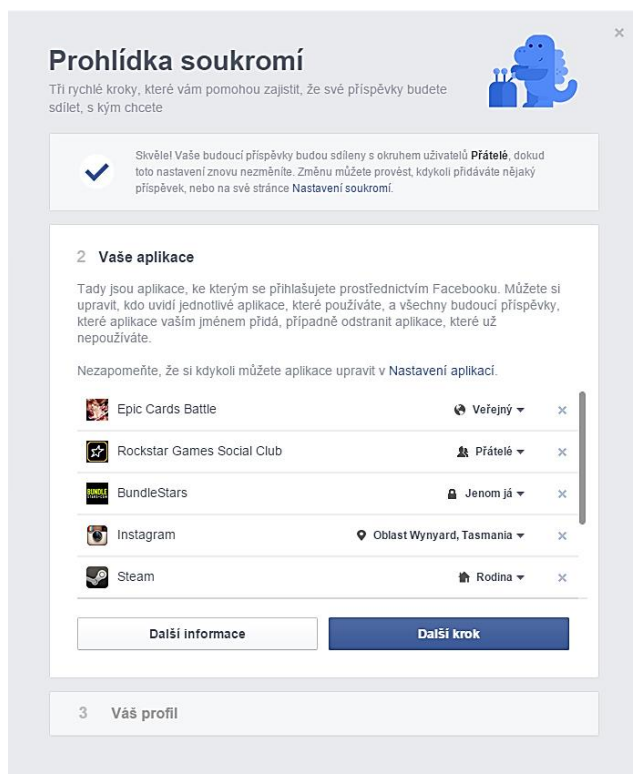 Prohlídka soukromí
Tři rychlé kroky, které vám pomohou zajistit, že své příspěvky budete
sdílet, s kým chcete
Skvěle! Vaše budoucí příspěvky budou sdíleny s okruhem uživatelů Přátelé, dokud
toto nastavení znovu nezměníte. Změnu můžete provést, kdykoli přidáváte nějaký
příspěvek, nebo na své stránce Nastavení soukromí.
2 Vaše aplikace
Tady jsou aplikace, ke kterým se přihlašujete prostřednictvím Facebooku. Můžete si
upravit, kdo uvidí jednotlivé aplikace, které používáte, a všechny budoucí příspěvky,
které aplikace vaším jménem přidá, případně odstranit aplikace, které už
nepoužíváte.
Nezapomeňte, že si kdykoli můžete aplikace upravit v Nastavení aplikací.
Epic Cards Battle Veřejný
Rockstar Games Social Club Přátelé
BUNDLE STARS.COM BundleStars Jenom já
Instagram Oblast Wynyard, Tasmania
Steam Rodina
Další informace Další krok
3 Váš profil